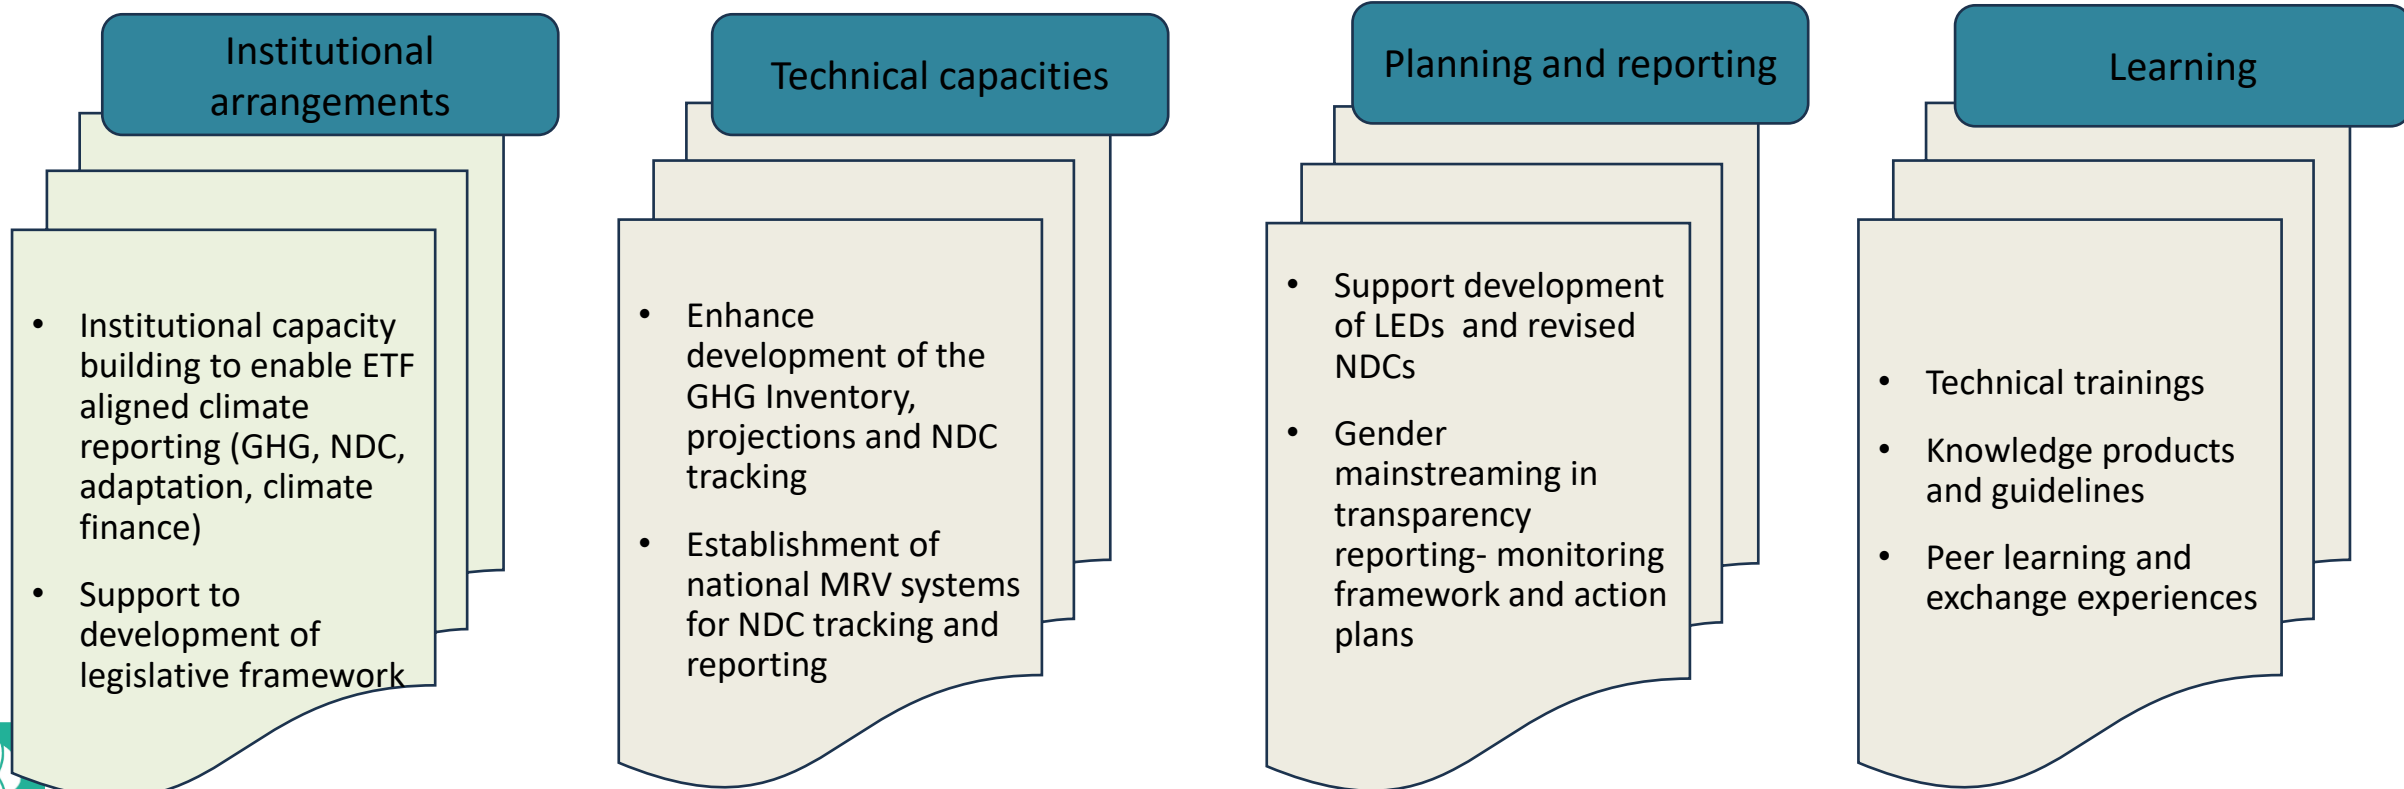 Institutional
arrangements
• Institutional capacity
building to enable ETF
aligned climate
reporting (GHG, NDC,
adaptation, climate
finance)
• Support to
development of
legislative framework
Technical capacities
• Enhance
development of the
GHG Inventory,
projections and NDC
tracking
• Establishment of
national MRV systems
for NDC tracking and
reporting
Planning and reporting
• Support development
of LEDs  and revised
NDCs
• Gender
mainstreaming in
transparency
reporting- monitoring
framework and action
plans
Learning
• Technical trainings
• Knowledge products
and guidelines
• Peer learning and
exchange experiences